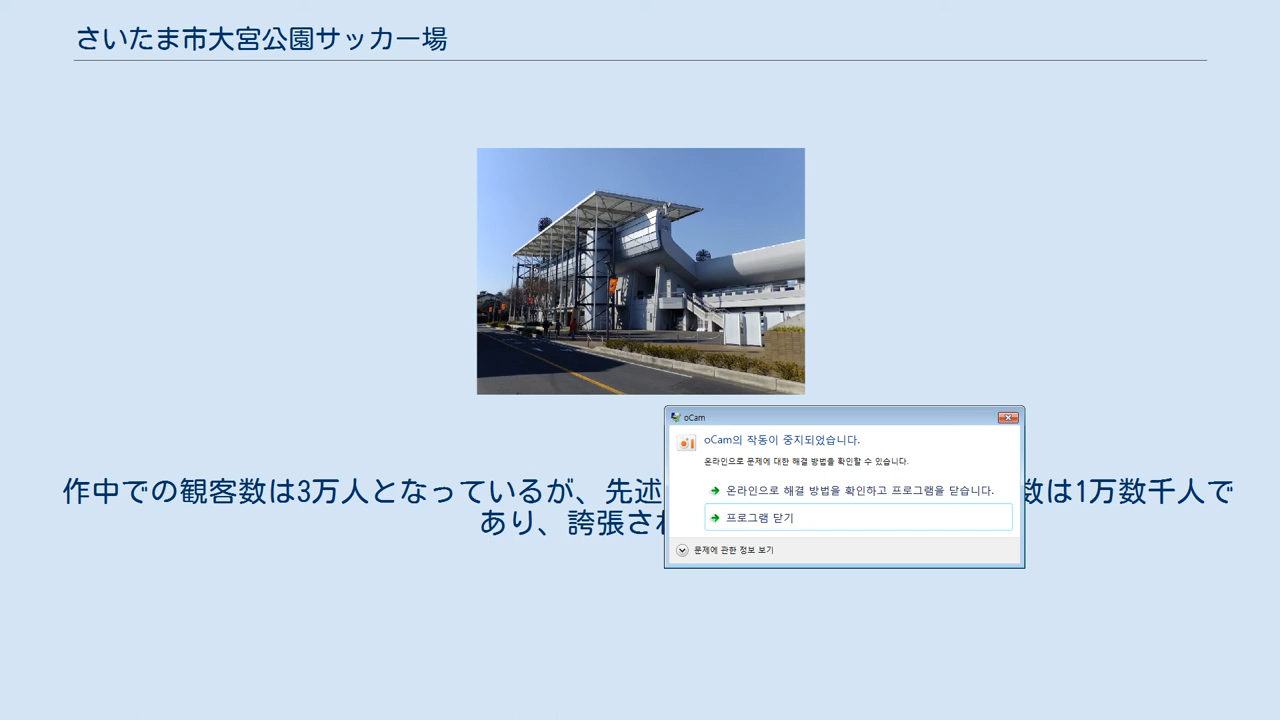 さいたま市大宮公園サッカー場
oCam
oCam의 작동이 중지되었습니다.
온라인으로 문제에 대한 해결 방법을 확인할 수 있습니다.
온라인으로 해결 방법을 확인하고 프로그램을 닫습니다.
프로그램 닫기
문제에 관한 정보 보기
作中での観客数は3万人となっているが、先述 数は1万数千人で
あり、誇張され